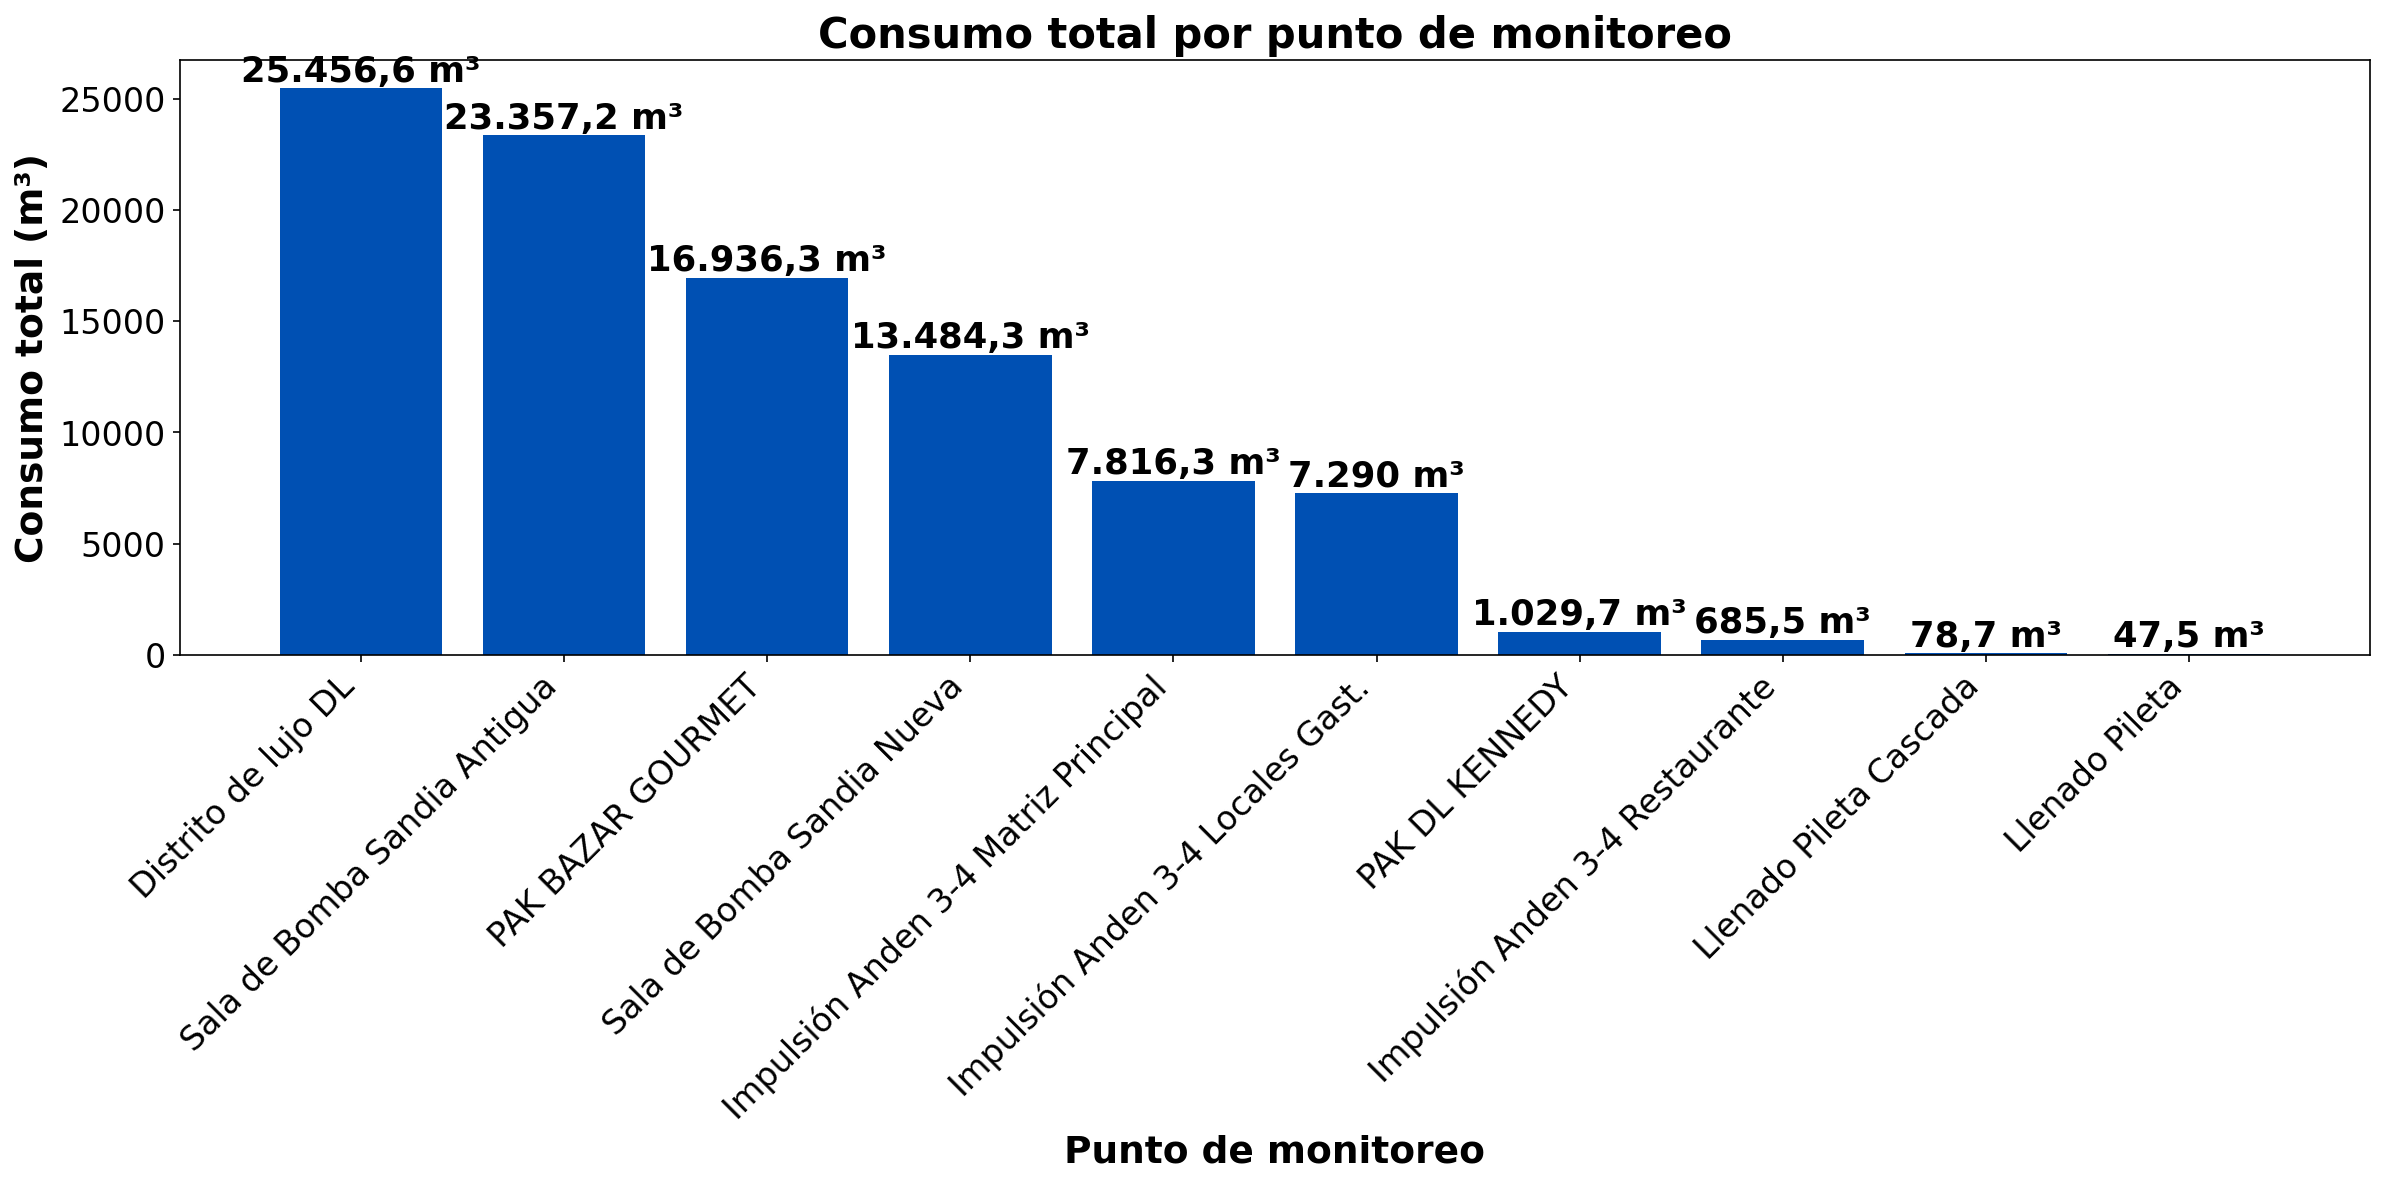 Consumo total por punto de monitoreo
Consumo total (m³)
25000
20000
15000
10000
5000
0
25.456,6 m³
23.357,2 m³
16.936,3 m³
13.484,3 m³
7.816,3 m³
7.290 m³
1.029,7 m³
685,5 m³
78,7 m³
47,5 m³
Distrito de lujo DL
Sala de Bomba Sandia Antigua
PAK BAZAR GOURMET
Sala de Bomba Sandia Nueva
Impulsión Anden 3-4 Matriz Principal
Impulsión Anden 3-4 Locales Gast.
PAK DL KENNEDY
Impulsión Anden 3-4 Restaurante
Llenado Pileta Cascada
Llenado Pileta
Punto de monitoreo